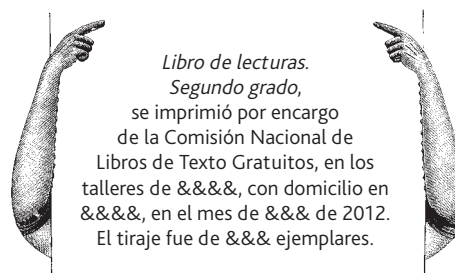 Libro de lecturas.
Segundo grado,
se imprimió por encargo
de la Comisión Nacional de
Libros de Texto Gratuitos, en los
talleres de &&&&, con domicilio en
&&&&, en el mes de &&& de 2012.
El tiraje fue de &&& ejemplares.